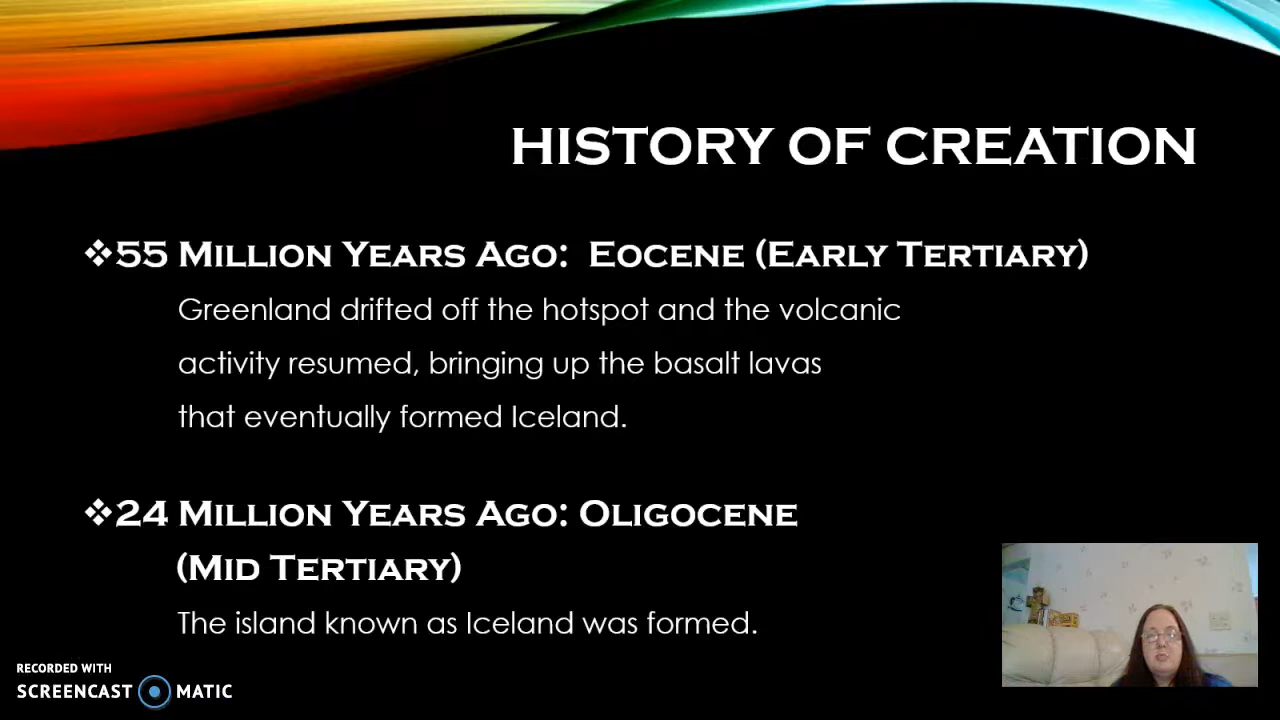 HISTORY OF CREATION
❖55 MILLION YEARS AGO:  EOCENE (EARLY TERTIARY)
Greenland drifted off the hotspot and the volcanic
activity resumed, bringing up the basalt lavas
that eventually formed Iceland.
❖24 MILLION YEARS AGO: OLIGOCENE
(MID TERTIARY)
The island known as Iceland was formed.
RECORDED WITH
SCREENCAST MATIC